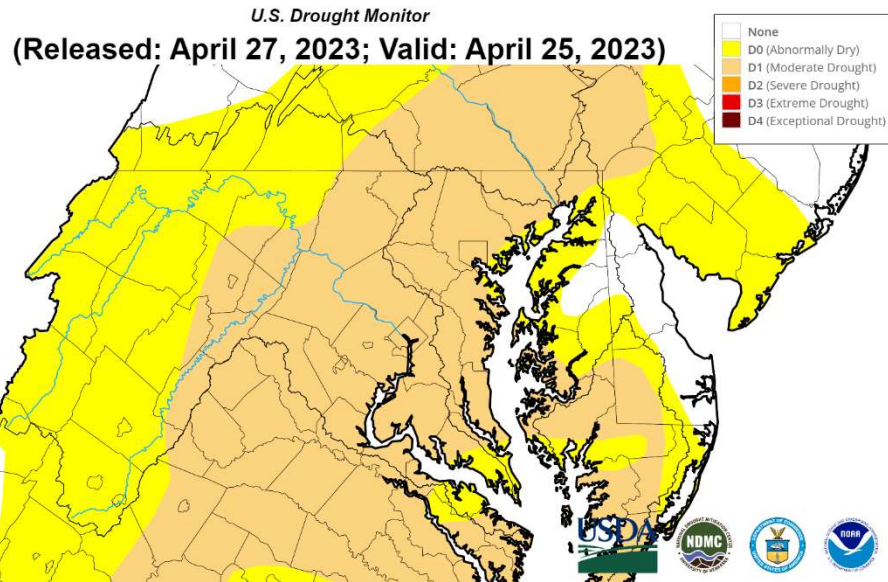 U.S. Drought Monitor
(Released: April 27, 2023; Valid: April 25, 2023)
None
D0 (Abnormally Dry)
D1 (Moderate Drought)
D2 (Severe Drought)
D3 (Extreme Drought)
D4 (Exceptional Drought)
USDA
NDMC
NOAA